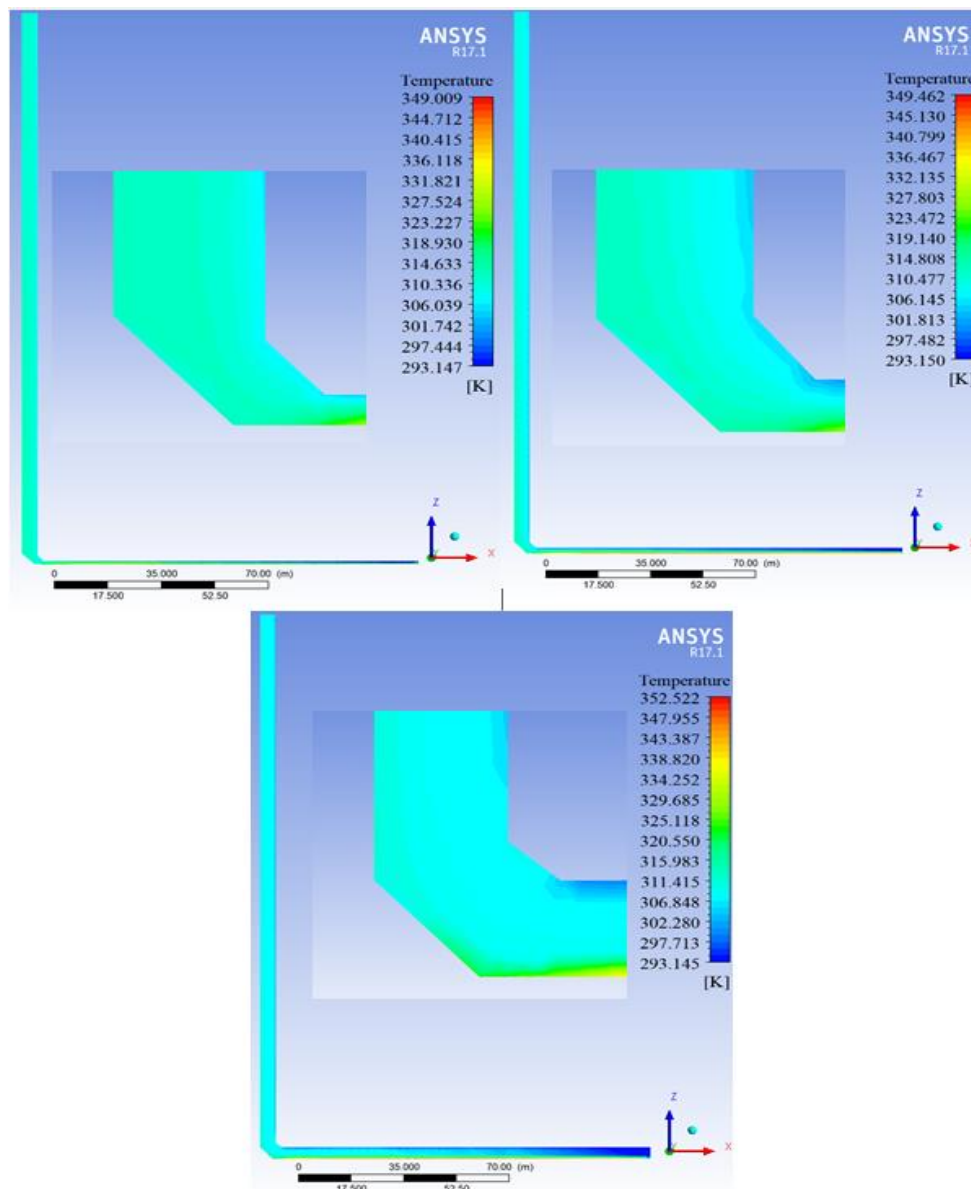 ANSYS
R17.1
Temperature
349.009
344.712
340.415
336.118
331.821
327.524
323.227
318.930
314.633
310.336
306.039
301.742
297.444
293.147
[K]
Z
X
0 35.000 70.00 (m)
17.500 52.50
ANSYS
R17.1
Temperature
349.462
345.130
340.799
336.467
332.135
327.803
323.472
319.140
314.808
310.477
306.145
301.813
297.482
293.150
[K]
Z
0 35.000 70.00 (m)
17.500 52.50
ANSYS
R17.1
Temperature
352.522
347.955
343.387
338.820
334.252
329.685
325.118
320.550
315.983
311.415
306.848
302.280
297.713
293.145
[K]
Z
X
0 35.000 70.00 (m)
17.500 52.50